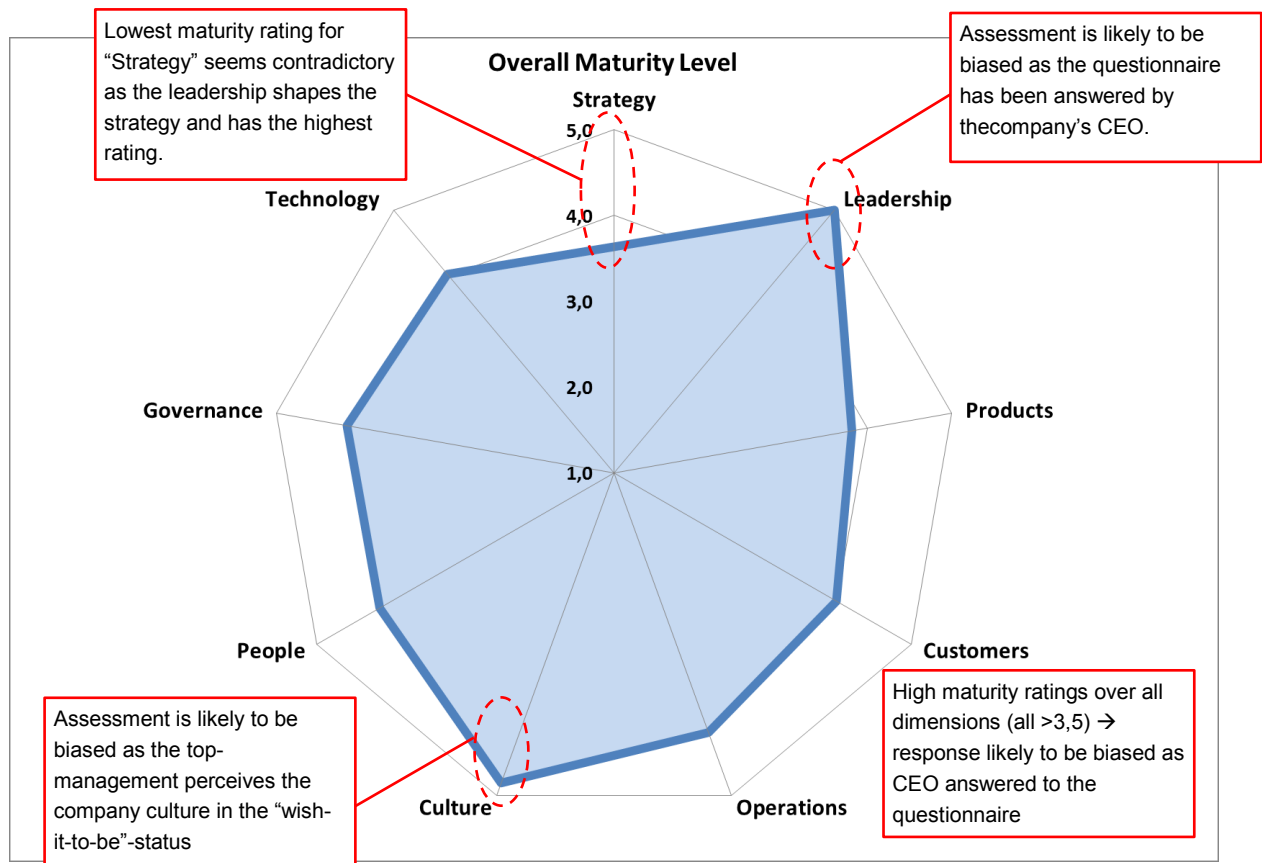 Lowest maturity rating for
“Strategy” seems contradictory
as the leadership shapes the
strategy and has the highest
rating.
Overall Maturity Level
Assessment is likely to be
biased as the questionnaire
has been answered by
thecompany’s CEO.
Strategy
5,0
Technology
Leadership
4,0
3,0
Governance
Products
2,0
1,0
People
Customers
Assessment is likely to be
biased as the top-
management perceives the
company culture in the “wish-
it-to-be”-status
High maturity ratings over all
dimensions (all >3,5) →
response likely to be biased as
CEO answered to the
questionnaire
Culture
Operations